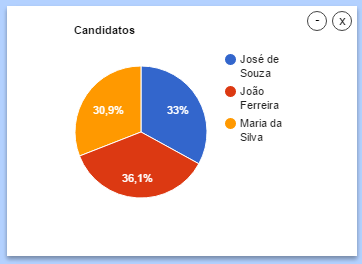 - x
Candidatos
José de
Souza
João
Ferreira
Maria da
Silva
30,9%
33%
36,1%